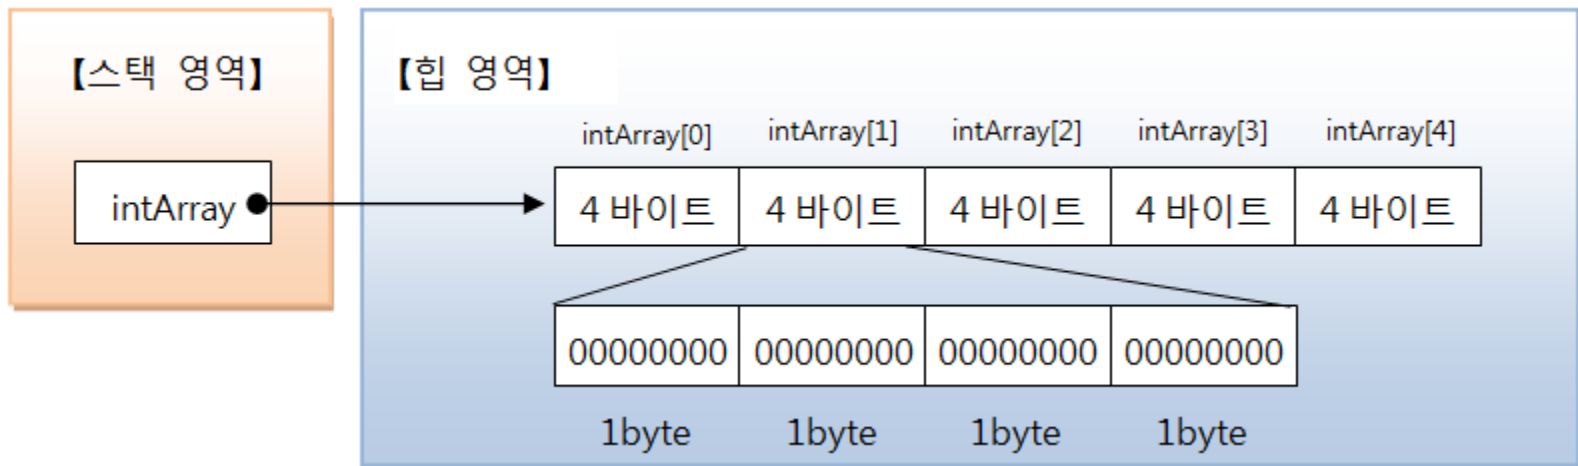 【스택 영역】
intArray
【힙 영역】
intArray[0] intArray[1] intArray[2] intArray[3] intArray[4]
4 바이트 4 바이트 4 바이트 4 바이트 4 바이트
00000000 00000000 00000000 00000000
1byte 1byte 1byte 1byte